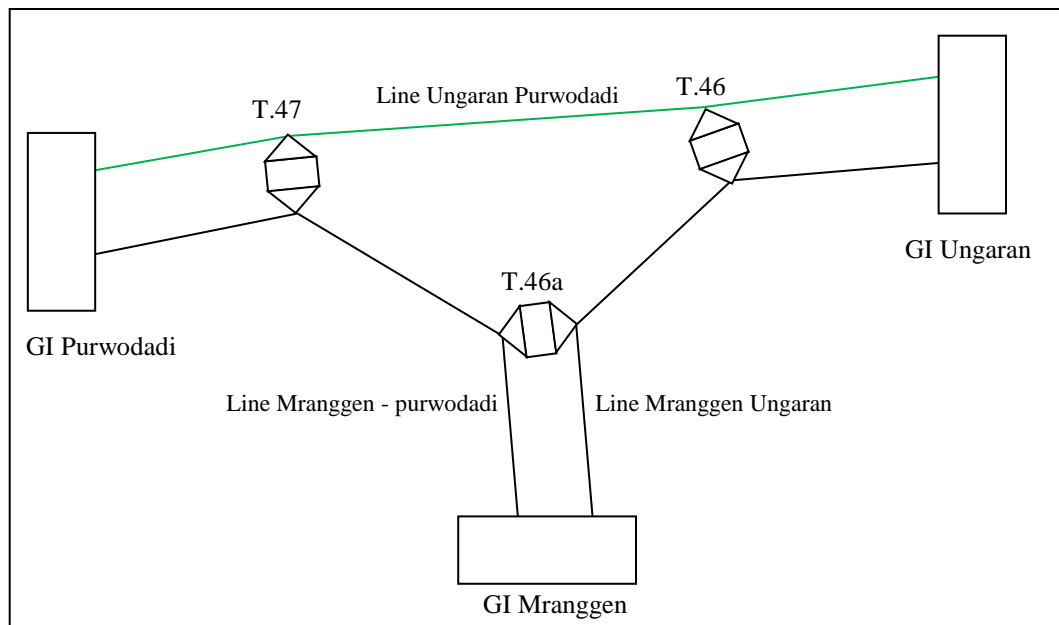 T.46
Line Ungaran Purwodadi
T.47
GI Ungaran
T.46a
GI Purwodadi
Line Mranggen - purwodadi
Line Mranggen Ungaran
GI Mranggen